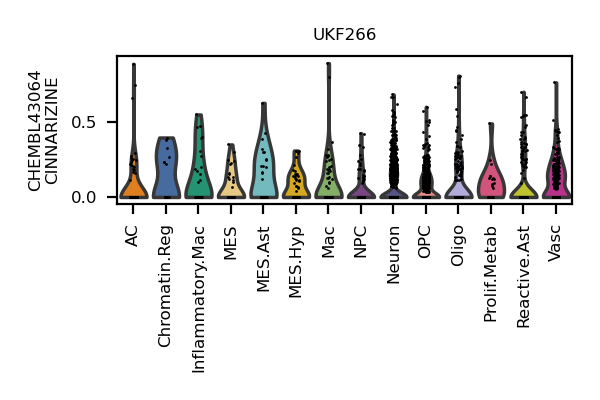 UKF266
CHEMBL43064
CINNARIZINE
0.5
0.0
AC
Chromatin.Reg
Inflammatory.Mac
MES
MES.Ast
MES.Hyp
Mac
NPC
Neuron
OPC
Oligo
Prolif.Metab
Reactive.Ast
Vasc